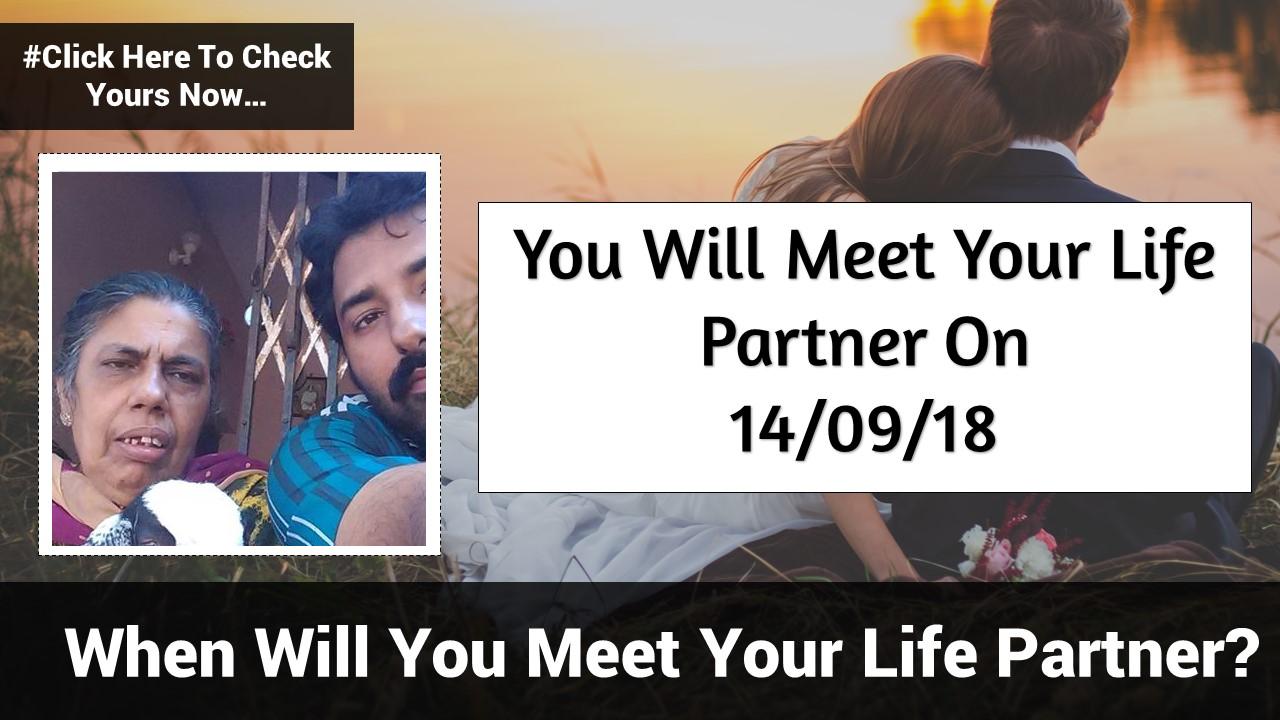 #Click Here To Check
Yours Now...
You Will Meet Your Life
Partner On
14/09/18
When Will You Meet Your Life Partner?